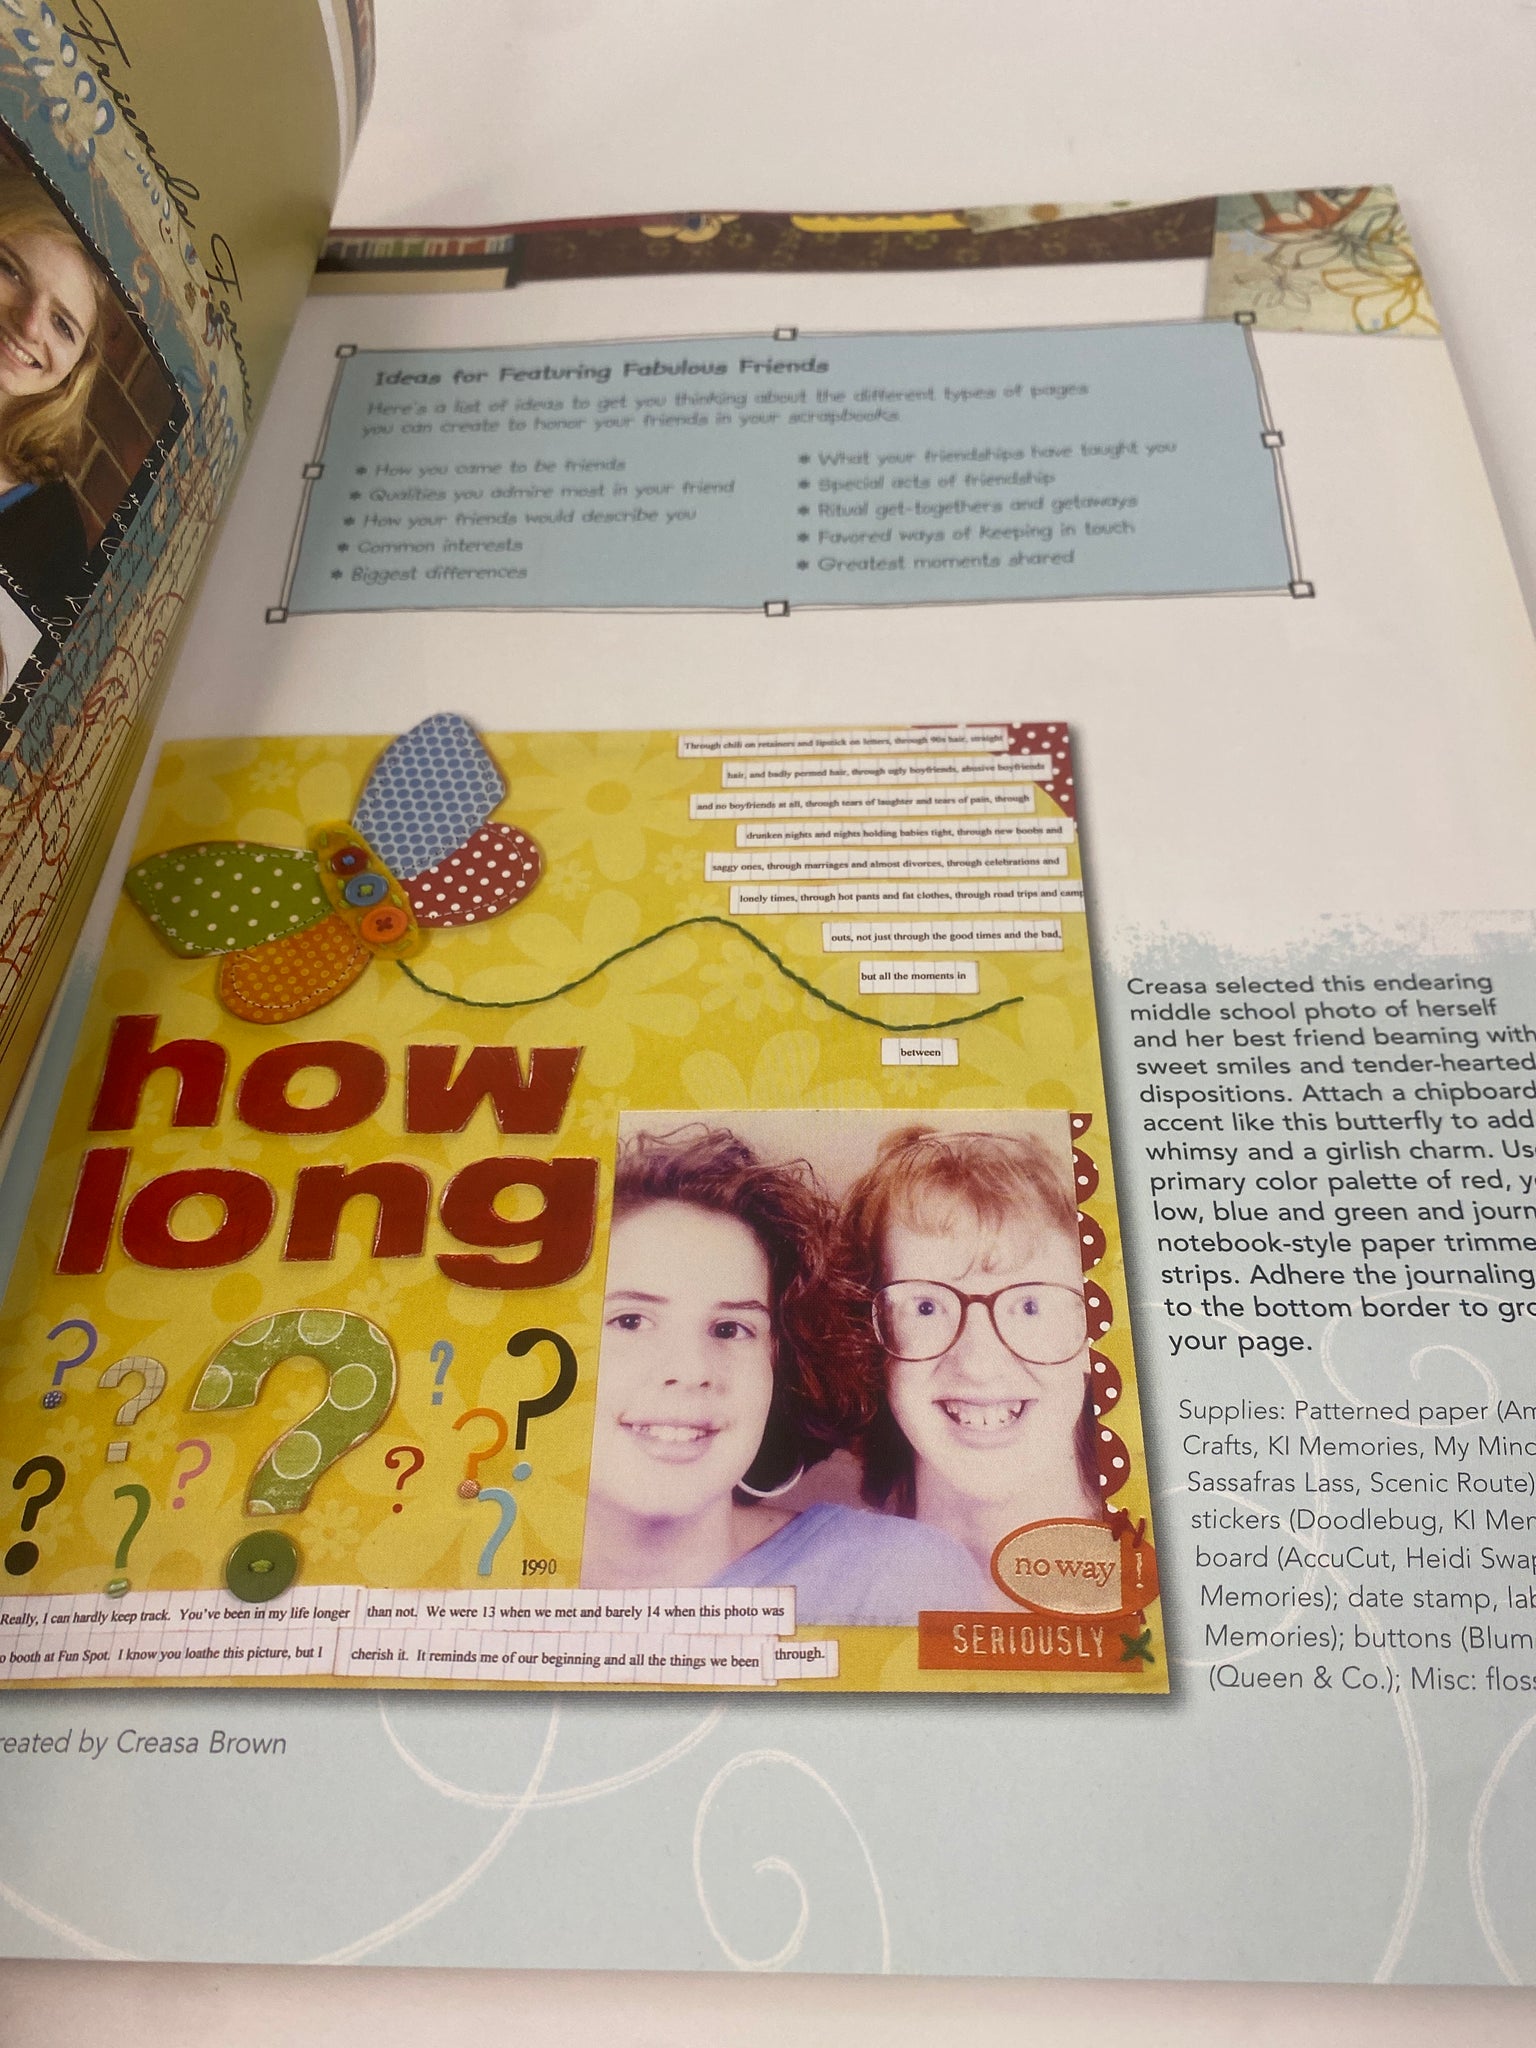 Friends Forever
Ideas for Featuring Fabulous Friends
Here's a list of ideas to get you thinking about the different types of pages
you can create to honor your friends in your scrapbooks.
* How you came to be friends
* Qualities you admire most in your friend
* How your friends would describe you
* Common interests
* Biggest differences
* What your friendships have taught you
* Special acts of friendship
* Ritual get-togethers and getaways
* Favored ways of keeping in touch
* Greatest moments shared
Through chili on retainers and lipstick on letters, through 90s hair, straight
hair, and badly permed hair, through ugly boyfriends, abusive boyfriends
and no boyfriends at all, through tears of laughter and tears of pain, through
drunken nights and nights holding babies tight, through new boobs and
saggy ones, through marriages and almost divorces, through celebrations and
lonely times, through hot pants and fat clothes, through road trips and camp
outs, not just through the good times and the bad,
but all the moments in
between
how
long
? ? ? ? ? ? ? ? ? ? ?
1990
no way!
SERIOUSLY
Really, I can hardly keep track. You've been in my life longer than not. We were 13 when we met and barely 14 when this photo was
o booth at Fun Spot. I know you loathe this picture, but I cherish it. It reminds me of our beginning and all the things we been through.
reated by Creasa Brown
Creasa selected this endearing
middle school photo of herself
and her best friend beaming with
sweet smiles and tender-hearted
dispositions. Attach a chipboard
accent like this butterfly to add
whimsy and a girlish charm. Us
primary color palette of red, y
low, blue and green and journ
notebook-style paper trimme
strips. Adhere the journaling
to the bottom border to gro
your page.
Supplies: Patterned paper (Am
Crafts, KI Memories, My Mind
Sassafras Lass, Scenic Route)
stickers (Doodlebug, KI Mem
board (AccuCut, Heidi Swap
Memories); date stamp, lab
Memories); buttons (Blum
(Queen & Co.); Misc: floss